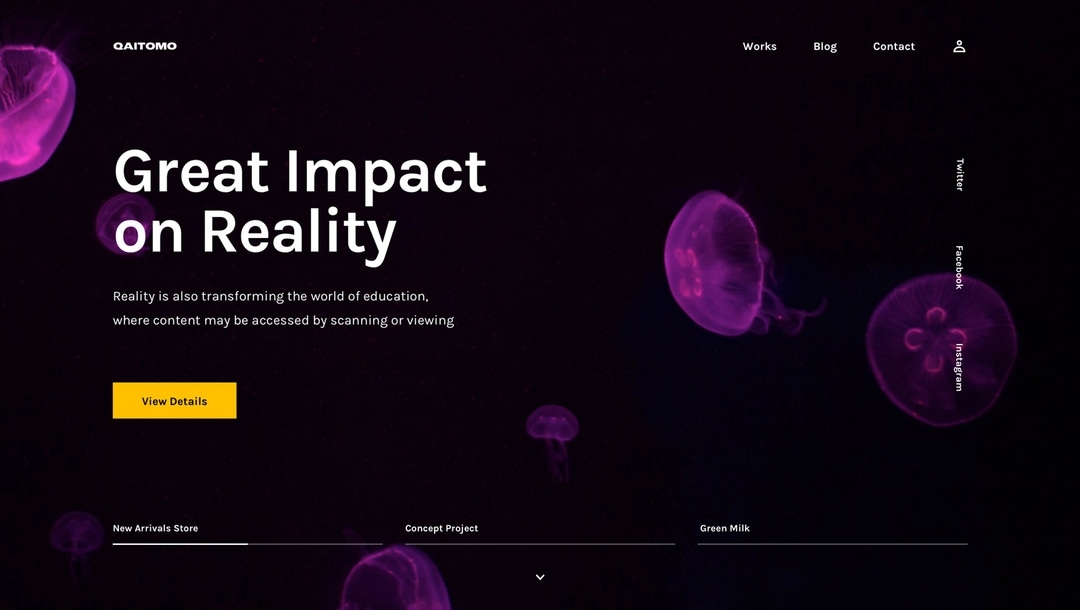 QAITOMO
Works
Blog
Contact
Great Impact
on Reality
Reality is also transforming the world of education,
where content may be accessed by scanning or viewing
View Details
Twitter
Facebook
Instagram
New Arrivals Store
Concept Project
Green Milk